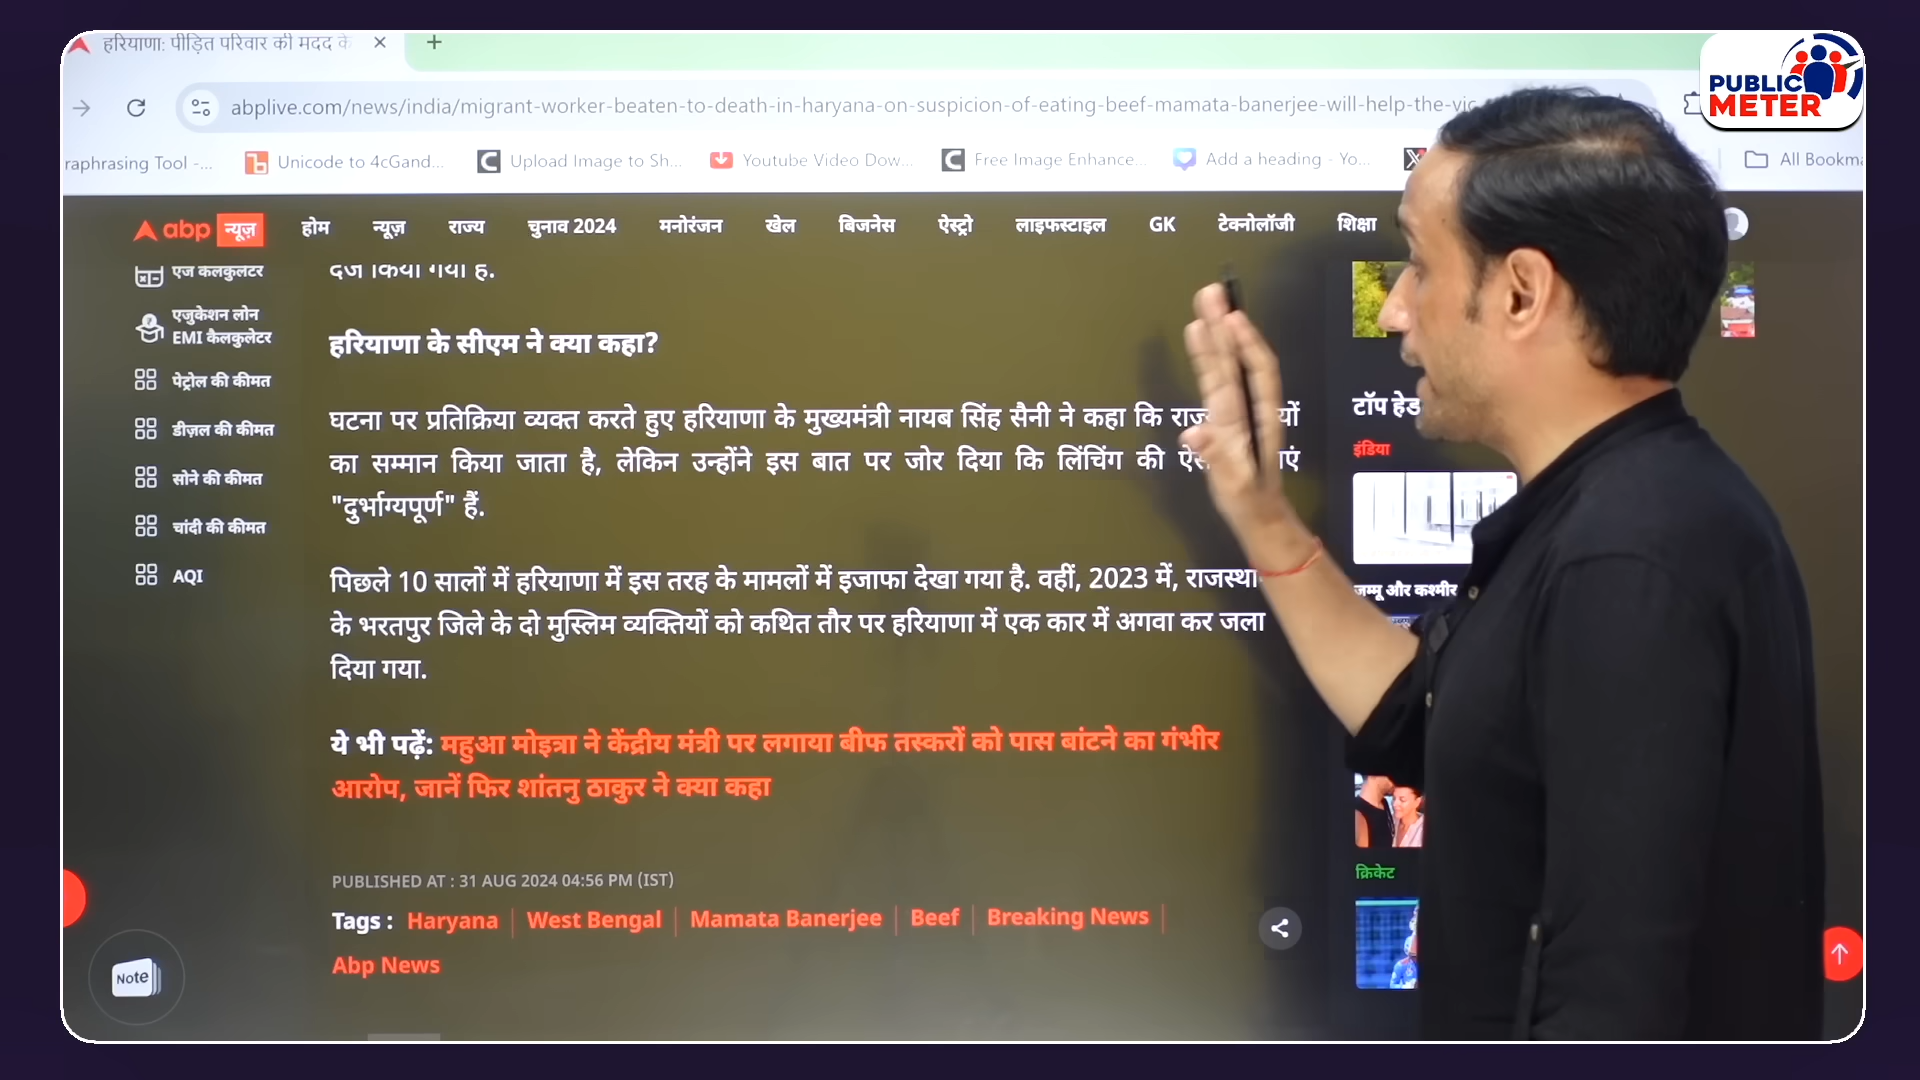 हरियाणा: पीड़ित परिवार की मदद के
abplive.com/news/india/migrant-worker-beaten-to-death-in-haryana-on-suspicion-of-eating-beef-mamata-banerjee-will-help-the-vic
PUBLIC
METER
raphrasing Tool -...
Unicode to 4cGand...
Upload Image to Sh...
Youtube Video Dow...
Free Image Enhance...
Add a heading - Yo...
All Bookma
abp न्यूज़
होम न्यूज़ राज्य चुनाव 2024 मनोरंजन खेल बिजनेस ऐस्ट्रो लाइफस्टाइल GK टेक्नोलॉजी शिक्षा
एज कैलकुलेटर
एजुकेशन लोन
EMI कैलकुलेटर
पेट्रोल की कीमत
डीज़ल की कीमत
सोने की कीमत
चांदी की कीमत
AQI
दर्ज किया गया है.
हरियाणा के सीएम ने क्या कहा?
घटना पर प्रतिक्रिया व्यक्त करते हुए हरियाणा के मुख्यमंत्री नायब सिंह सैनी ने कहा कि
का सम्मान किया जाता है, लेकिन उन्होंने इस बात पर जोर दिया कि लिंचिंग की
"दुर्भाग्यपूर्ण" हैं.
पिछले 10 सालों में हरियाणा में इस तरह के मामलों में इजाफा देखा गया है. वहीं, 2023 में,
के भरतपुर जिले के दो मुस्लिम व्यक्तियों को कथित तौर पर हरियाणा में एक कार में अगवा कर जला
दिया गया.
ये भी पढ़ें: महुआ मोइत्रा ने केंद्रीय मंत्री पर लगाया बीफ तस्करों को पास बांटने का गंभीर
आरोप, जानें फिर शांतनु ठाकुर ने क्या कहा
PUBLISHED AT : 31 AUG 2024 04:56 PM (IST)
Tags : Haryana West Bengal Mamata Banerjee Beef Breaking News
Abp News
Note
टॉप हेड
इंडिया
जम्मू और कश्मीर
क्रिकेट